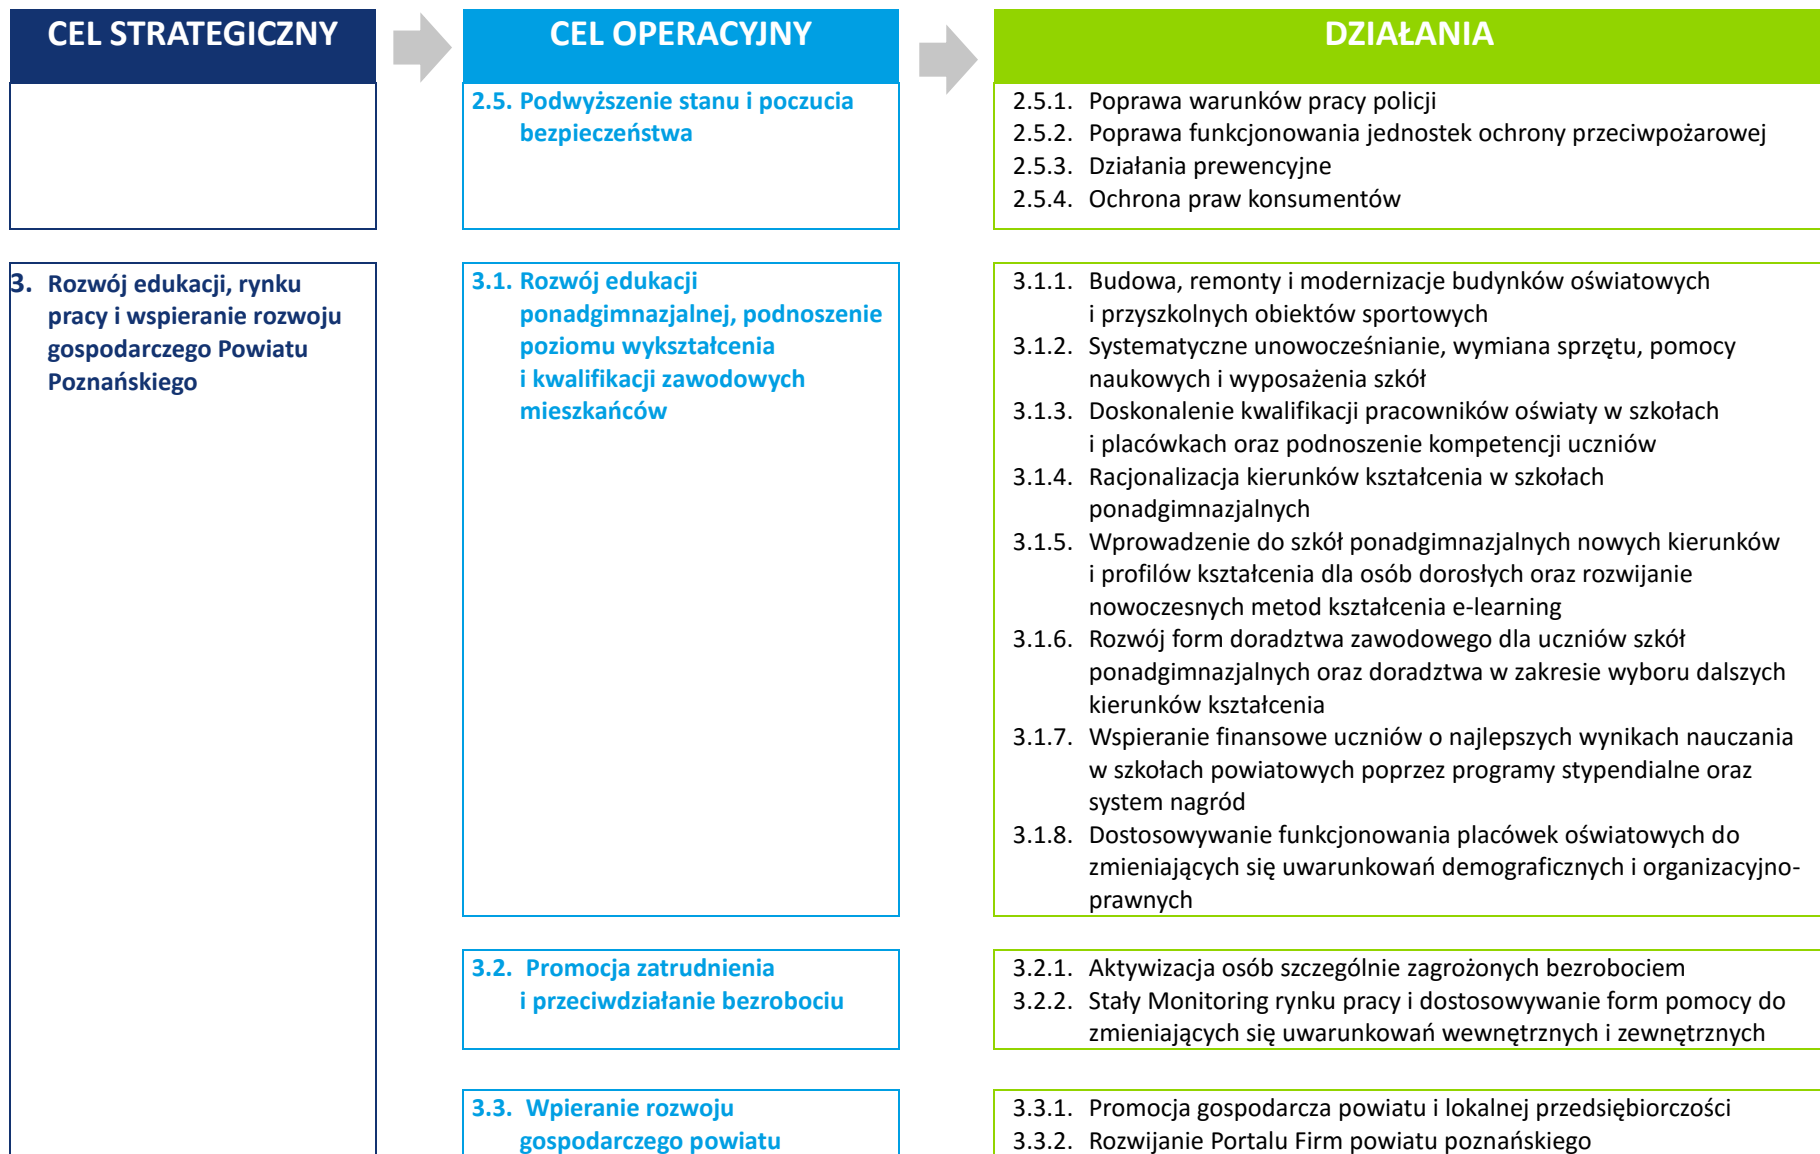 CEL STRATEGICZNY
CEL OPERACYJNY
DZIAŁANIA
2.5. Podwyższenie stanu i poczucia
bezpieczeństwa
2.5.1. Poprawa warunków pracy policji
2.5.2. Poprawa funkcjonowania jednostek ochrony przeciwpożarowej
2.5.3. Działania prewencyjne
2.5.4. Ochrona praw konsumentów
3. Rozwój edukacji, rynku
pracy i wspieranie rozwoju
gospodarczego Powiatu
Poznańskiego
3.1. Rozwój edukacji
ponadgimnazjalnej, podnoszenie
poziomu wykształcenia
i kwalifikacji zawodowych
mieszkańców
3.1.1. Budowa, remonty i modernizacje budynków oświatowych
i przyszkolnych obiektów sportowych
3.1.2. Systematyczne unowocześnianie, wymiana sprzętu, pomocy
naukowych i wyposażenia szkół
3.1.3. Doskonalenie kwalifikacji pracowników oświaty w szkołach
i placówkach oraz podnoszenie kompetencji uczniów
3.1.4. Racjonalizacja kierunków kształcenia w szkołach
ponadgimnazjalnych
3.1.5. Wprowadzenie do szkół ponadgimnazjalnych nowych kierunków
i profilów kształcenia dla osób dorosłych oraz rozwijanie
nowoczesnych metod kształcenia e-learning
3.1.6. Rozwój form doradztwa zawodowego dla uczniów szkół
ponadgimnazjalnych oraz doradztwa w zakresie wyboru dalszych
kierunków kształcenia
3.1.7. Wspieranie finansowe uczniów o najlepszych wynikach nauczania
w szkołach powiatowych poprzez programy stypendialne oraz
system nagród
3.1.8. Dostosowywanie funkcjonowania placówek oświatowych do
zmieniających się uwarunkowań demograficznych i organizacyjno-
prawnych
3.2. Promocja zatrudnienia
i przeciwdziałanie bezrobociu
3.2.1. Aktywizacja osób szczególnie zagrożonych bezrobociem
3.2.2. Stały Monitoring rynku pracy i dostosowywanie form pomocy do
zmieniających się uwarunkowań wewnętrznych i zewnętrznych
3.3. Wpieranie rozwoju
gospodarczego powiatu
3.3.1. Promocja gospodarcza powiatu i lokalnej przedsiębiorczości
3.3.2. Rozwijanie Portalu Firm powiatu poznańskiego